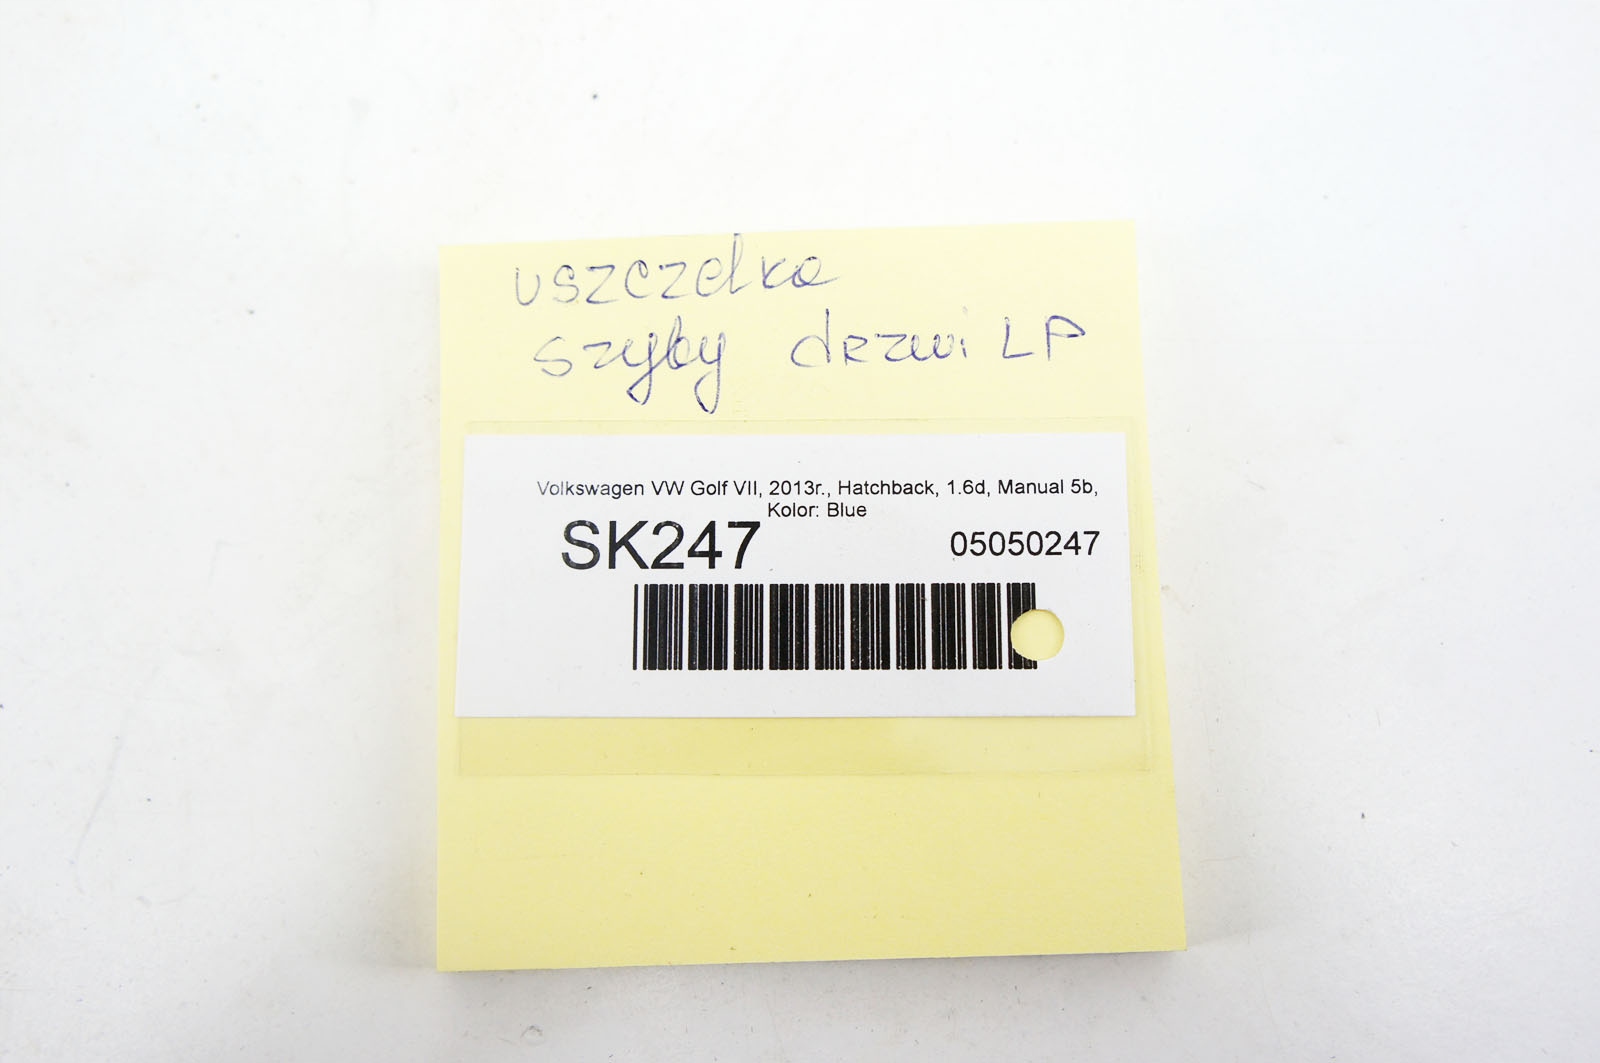 uszczelka
szyby drzwi LP
Volkswagen VW Golf VII, 2013r., Hatchback, 1.6d, Manual 5b,
Kolor: Blue
SK247 05050247